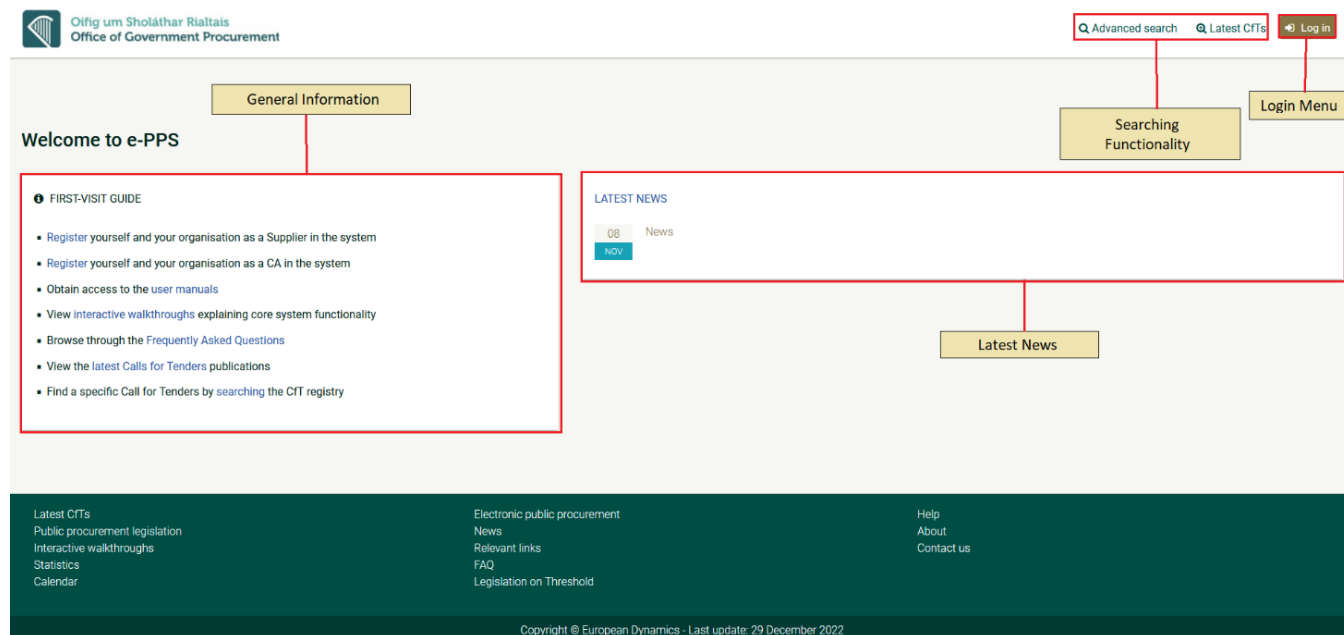 Oifig um Sholáthar Rialtais
Office of Government Procurement
Advanced search
Latest CfTs
Log in
General Information
Login Menu
Searching
Functionality
Welcome to e-PPS
FIRST-VISIT GUIDE
Register yourself and your organisation as a Supplier in the system
Register yourself and your organisation as a CA in the system
Obtain access to the user manuals
View interactive walkthroughs explaining core system functionality
Browse through the Frequently Asked Questions
View the latest Calls for Tenders publications
Find a specific Call for Tenders by searching the CfT registry
LATEST NEWS
08
NOV
News
Latest News
Latest CfTs
Public procurement legislation
Interactive walkthroughs
Statistics
Calendar
Electronic public procurement
News
Relevant links
FAQ
Legislation on Threshold
Help
About
Contact us
Copyright © European Dynamics - Last update: 29 December 2022